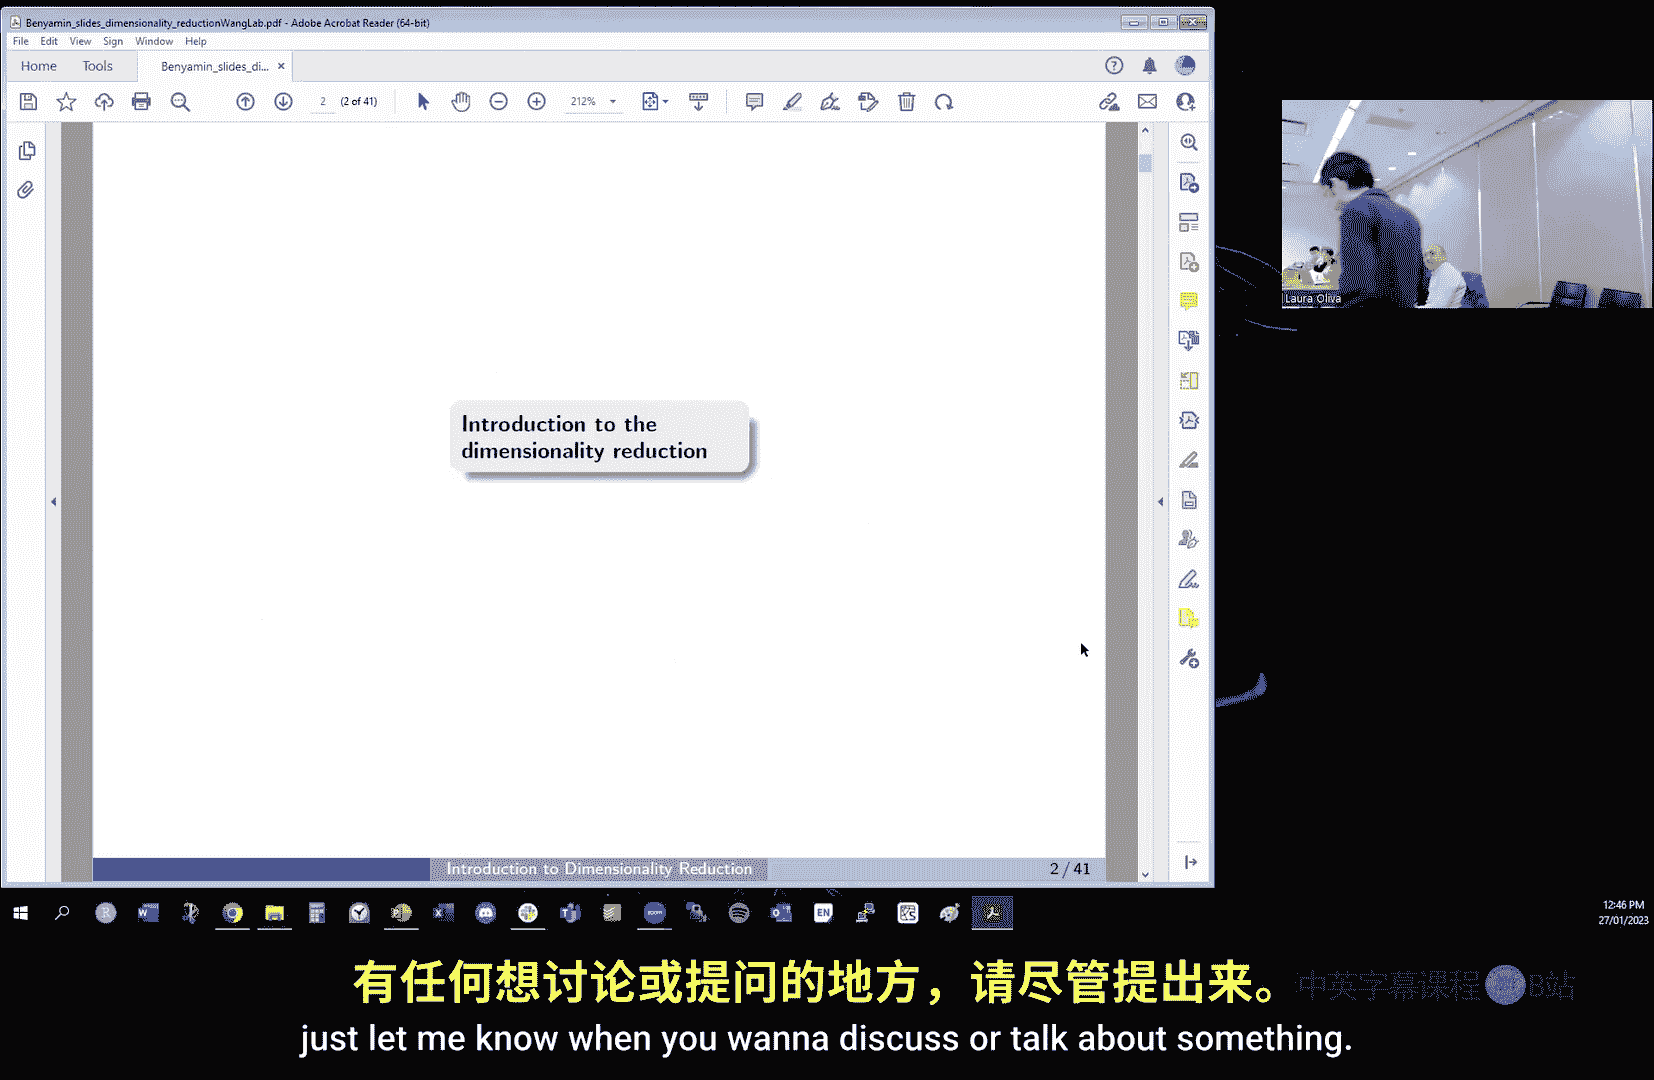 Benyamin_slides_dimensionality_reductionWangLab.pdf - Adobe Acrobat Reader (64-bit)
File Edit View Sign Window Help
Home Tools Benyamin_slides_di... ×
2 (2 of 41) 212%
Laura Oliva
Introduction to the
dimensionality reduction
Introduction to Dimensionality Reduction 2 / 41
EN
12:46 PM
27/01/2023
有任何想讨论或提问的地方，请尽管提出来。
中英字幕课程 B站
just let me know when you wanna discuss or talk about something.